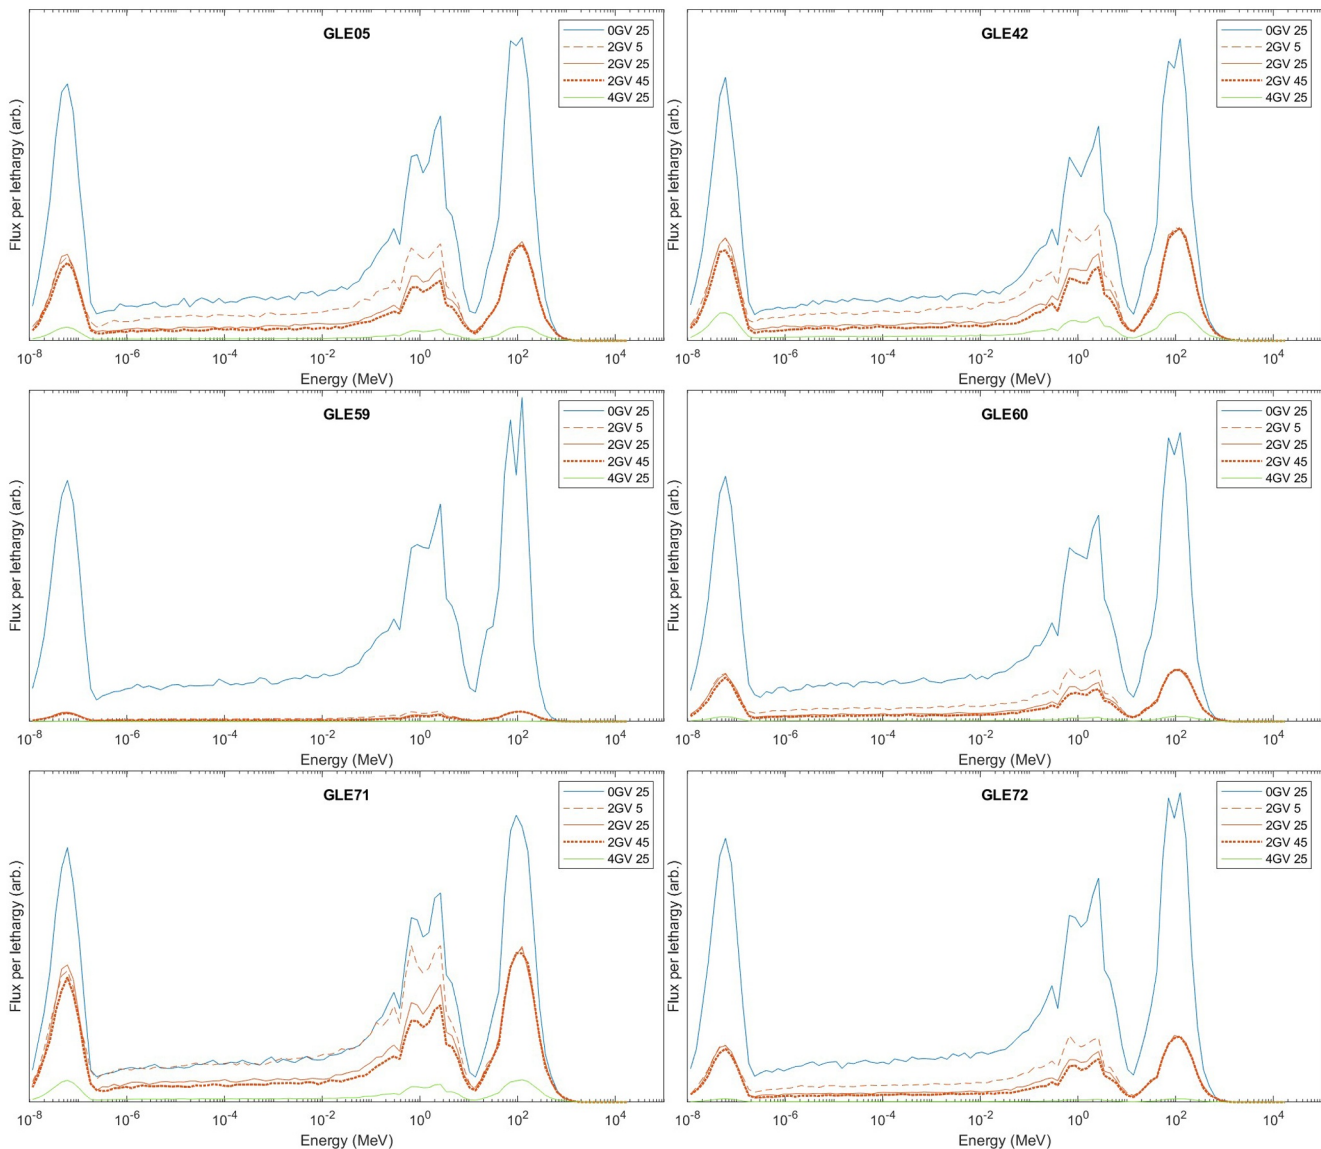 GLE05
0GV 25
2GV 5
2GV 25
2GV 45
4GV 25
Flux per lethargy (arb.)
10^-8 10^-6 10^-4 10^-2 10^0 10^2 10^4
Energy (MeV)
GLE42
0GV 25
2GV 5
2GV 25
2GV 45
4GV 25
Flux per lethargy (arb.)
10^-8 10^-6 10^-4 10^-2 10^0 10^2 10^4
Energy (MeV)
GLE59
0GV 25
2GV 5
2GV 25
2GV 45
4GV 25
Flux per lethargy (arb.)
10^-8 10^-6 10^-4 10^-2 10^0 10^2 10^4
Energy (MeV)
GLE60
0GV 25
2GV 5
2GV 25
2GV 45
4GV 25
Flux per lethargy (arb.)
10^-8 10^-6 10^-4 10^-2 10^0 10^2 10^4
Energy (MeV)
GLE71
0GV 25
2GV 5
2GV 25
2GV 45
4GV 25
Flux per lethargy (arb.)
10^-8 10^-6 10^-4 10^-2 10^0 10^2 10^4
Energy (MeV)
GLE72
0GV 25
2GV 5
2GV 25
2GV 45
4GV 25
Flux per lethargy (arb.)
10^-8 10^-6 10^-4 10^-2 10^0 10^2 10^4
Energy (MeV)